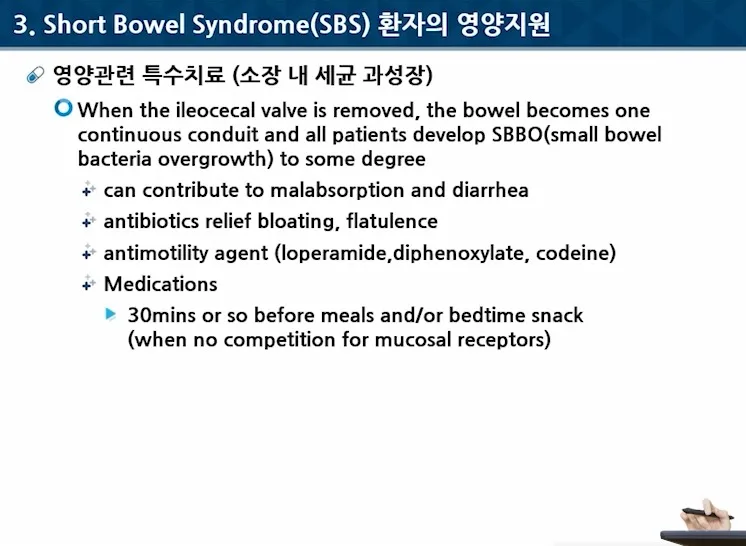 3. Short Bowel Syndrome(SBS) 환자의 영양지원
영양관련 특수치료 (소장 내 세균 과성장)
When the ileocecal valve is removed, the bowel becomes one
continuous conduit and all patients develop SBBO(small bowel
bacteria overgrowth) to some degree
can contribute to malabsorption and diarrhea
antibiotics relief bloating, flatulence
antimotility agent (loperamide,diphenoxylate, codeine)
Medications
30mins or so before meals and/or bedtime snack
(when no competition for mucosal receptors)